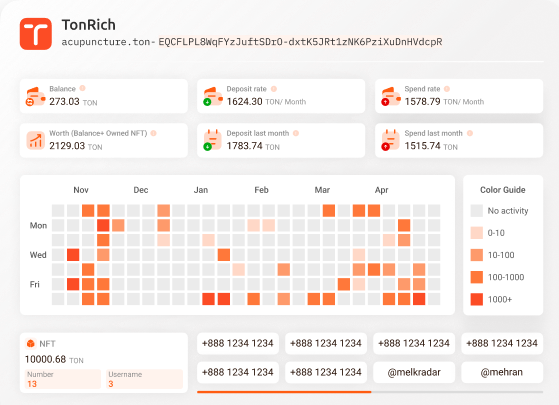 TonRich
acupuncture.ton- EQCFLPL8WqFYzJuftSDrO-dxtK5JRt1zNK6PziXuDnHVdcpR
Balance
273.03 TON
Deposit rate
1624.30 TON/ Month
Spend rate
1578.79 TON/ Month
Worth (Balance+ Owned NFT)
2129.03 TON
Deposit last month
1783.74 TON
Spend last month
1515.74 TON
Nov Dec Jan Feb Mar Apr
Mon
Wed
Fri
Color Guide
No activity
0-10
10-100
100-1000
1000+
NFT
10000.68 TON
Number Username
13 3
+888 1234 1234 +888 1234 1234 +888 1234 1234 +888 1234 1234
+888 1234 1234 +888 1234 1234 @melkradar @mehran